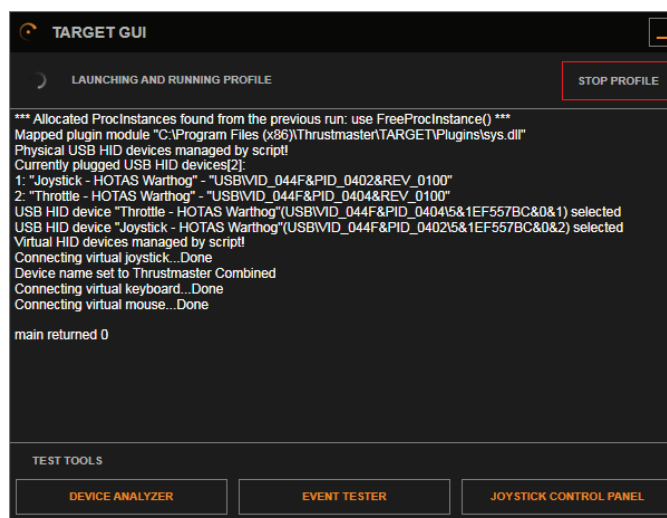 TARGET GUI
LAUNCHING AND RUNNING PROFILE
STOP PROFILE
*** Allocated ProcInstances found from the previous run: use FreeProcInstance() ***
Mapped plugin module "C:\Program Files (x86)\Thrustmaster\TARGET\Plugins\sys.dll"
Physical USB HID devices managed by script!
Currently plugged USB HID devices[2]:
1: "Joystick - HOTAS Warthog" - "USB\VID_044F&PID_0402&REV_0100"
2: "Throttle - HOTAS Warthog" - "USB\VID_044F&PID_0404&REV_0100"
USB HID device "Throttle - HOTAS Warthog"(USB\VID_044F&PID_0404\5&1EF557BC&0&1) selected
USB HID device "Joystick - HOTAS Warthog"(USB\VID_044F&PID_0402\5&1EF557BC&0&2) selected
Virtual HID devices managed by script!
Connecting virtual joystick...Done
Device name set to Thrustmaster Combined
Connecting virtual keyboard...Done
Connecting virtual mouse...Done
main returned 0
TEST TOOLS
DEVICE ANALYZER
EVENT TESTER
JOYSTICK CONTROL PANEL